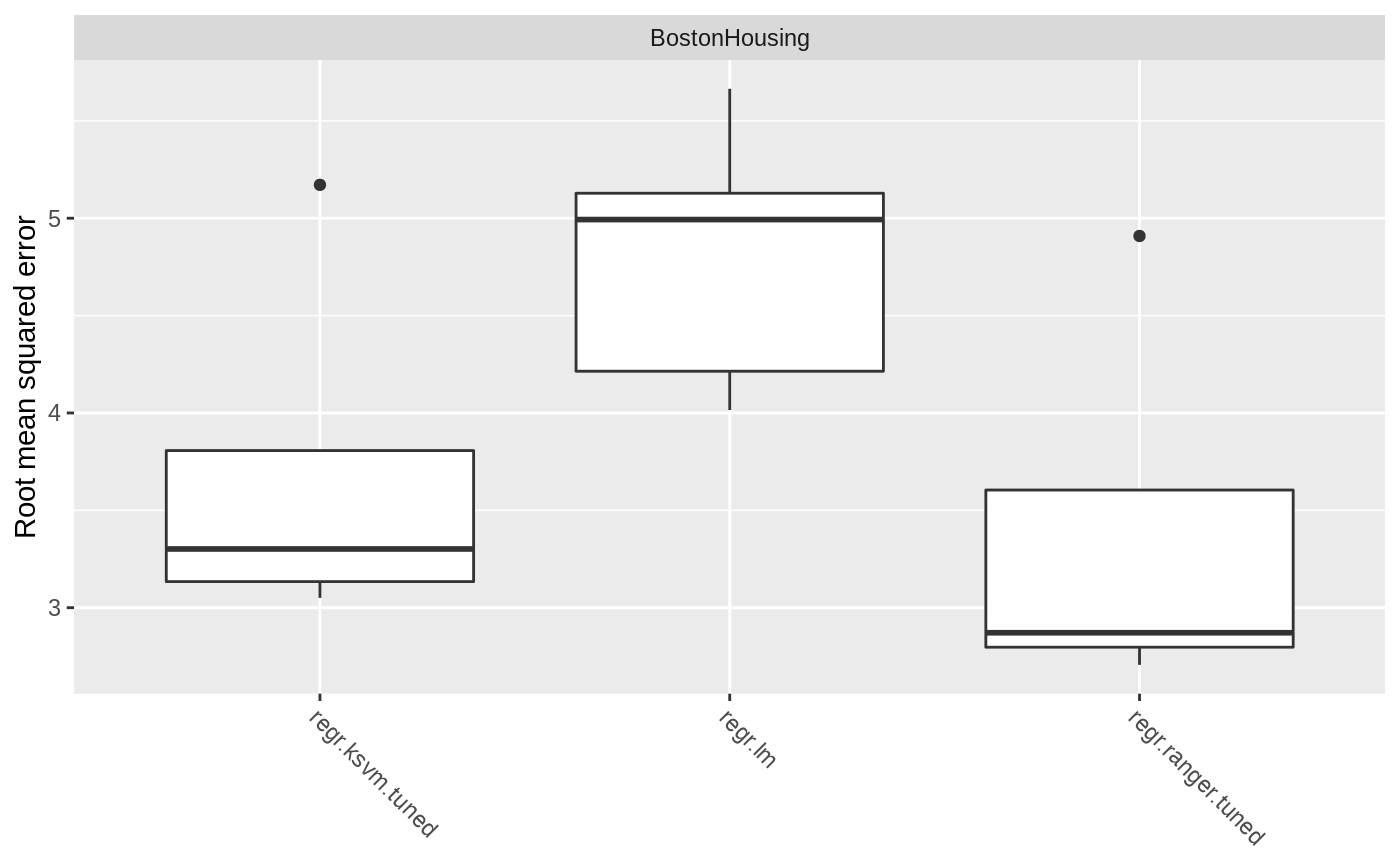 BostonHousing
Root mean squared error
5
4
3
regr.ksvm.tuned
regr.lm
regr.ranger.tuned